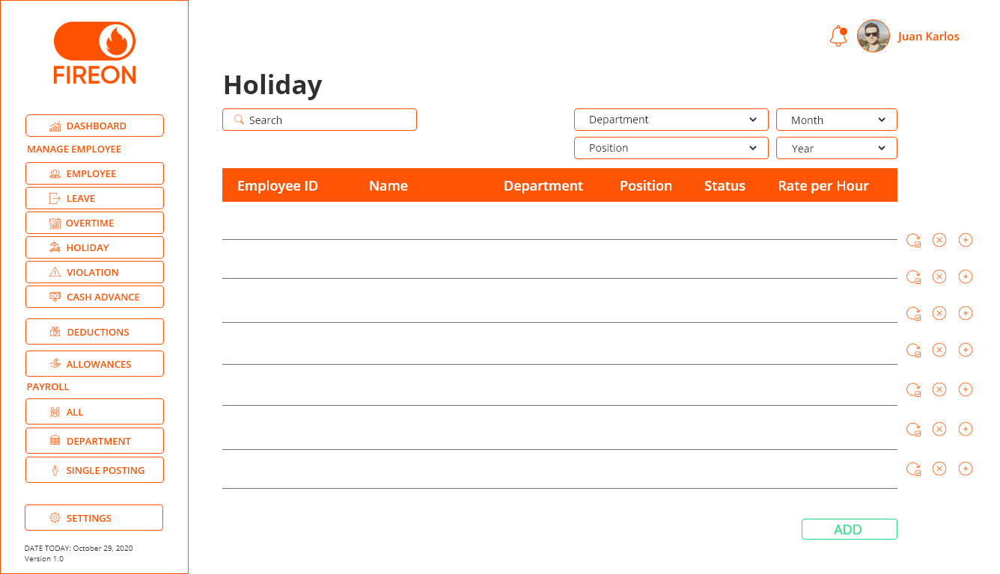 FIREON
DASHBOARD
MANAGE EMPLOYEE
EMPLOYEE
LEAVE
OVERTIME
HOLIDAY
VIOLATION
CASH ADVANCE
DEDUCTIONS
ALLOWANCES
PAYROLL
ALL
DEPARTMENT
SINGLE POSTING
SETTINGS
DATE TODAY: October 29, 2020
Version 1.0
Juan Karlos
Holiday
Search
Department
Month
Position
Year
Employee ID Name Department Position Status Rate per Hour
ADD